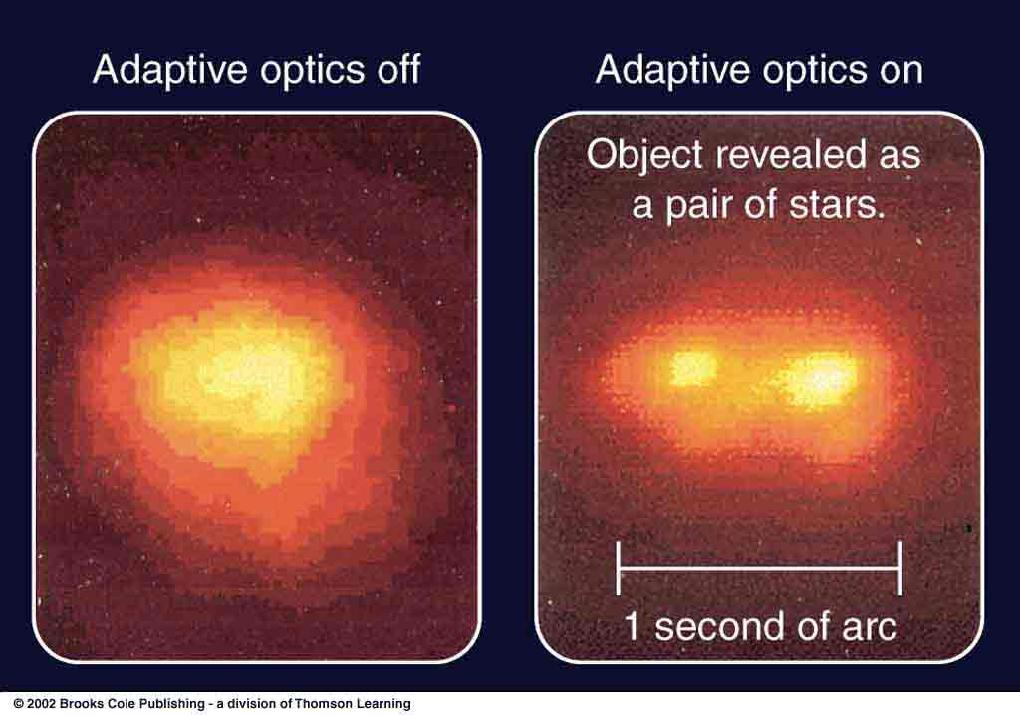 Adaptive optics off
Adaptive optics on
Object revealed as
a pair of stars.
1 second of arc
© 2002 Brooks Cole Publishing - a division of Thomson Learning